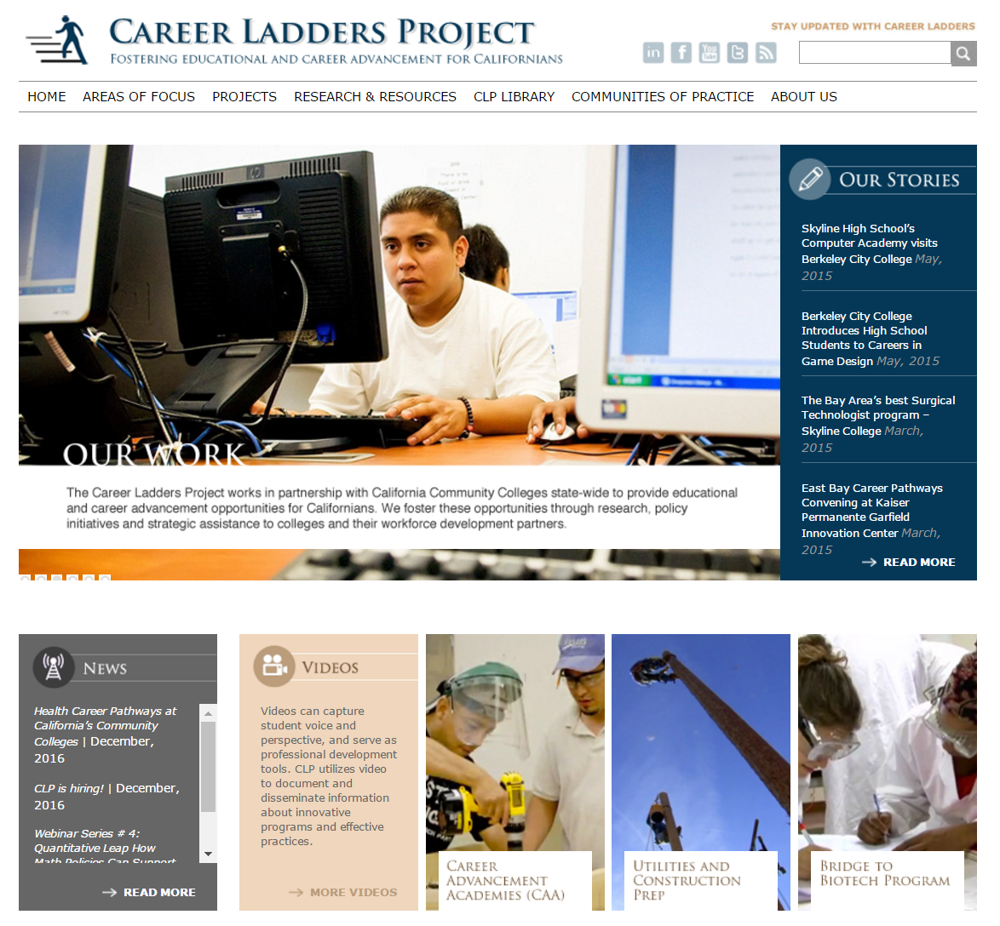 CAREER LADDERS PROJECT
FOSTERING EDUCATIONAL AND CAREER ADVANCEMENT FOR CALIFORNIANS
STAY UPDATED WITH CAREER LADDERS
in f You Tube t
HOME AREAS OF FOCUS PROJECTS RESEARCH & RESOURCES CLP LIBRARY COMMUNITIES OF PRACTICE ABOUT US
OUR WORK
The Career Ladders Project works in partnership with California Community Colleges state-wide to provide educational
and career advancement opportunities for Californians. We foster these opportunities through research, policy
initiatives and strategic assistance to colleges and their workforce development partners.
OUR STORIES
Skyline High School’s
Computer Academy visits
Berkeley City College May,
2015
Berkeley City College
Introduces High School
Students to Careers in
Game Design May, 2015
The Bay Area’s best Surgical
Technologist program –
Skyline College March,
2015
East Bay Career Pathways
Convening at Kaiser
Permanente Garfield
Innovation Center March,
2015
READ MORE
NEWS
Health Career Pathways at
California’s Community
Colleges | December,
2016
CLP is hiring! | December,
2016
Webinar Series # 4:
Quantitative Leap How
Math Policies Can Support
READ MORE
VIDEOS
Videos can capture
student voice and
perspective, and serve as
professional development
tools. CLP utilizes video
to document and
disseminate information
about innovative
programs and effective
practices.
MORE VIDEOS
CAREER
ADVANCEMENT
ACADEMIES (CAA)
UTILITIES AND
CONSTRUCTION
PREP
BRIDGE TO
BIOTECH PROGRAM